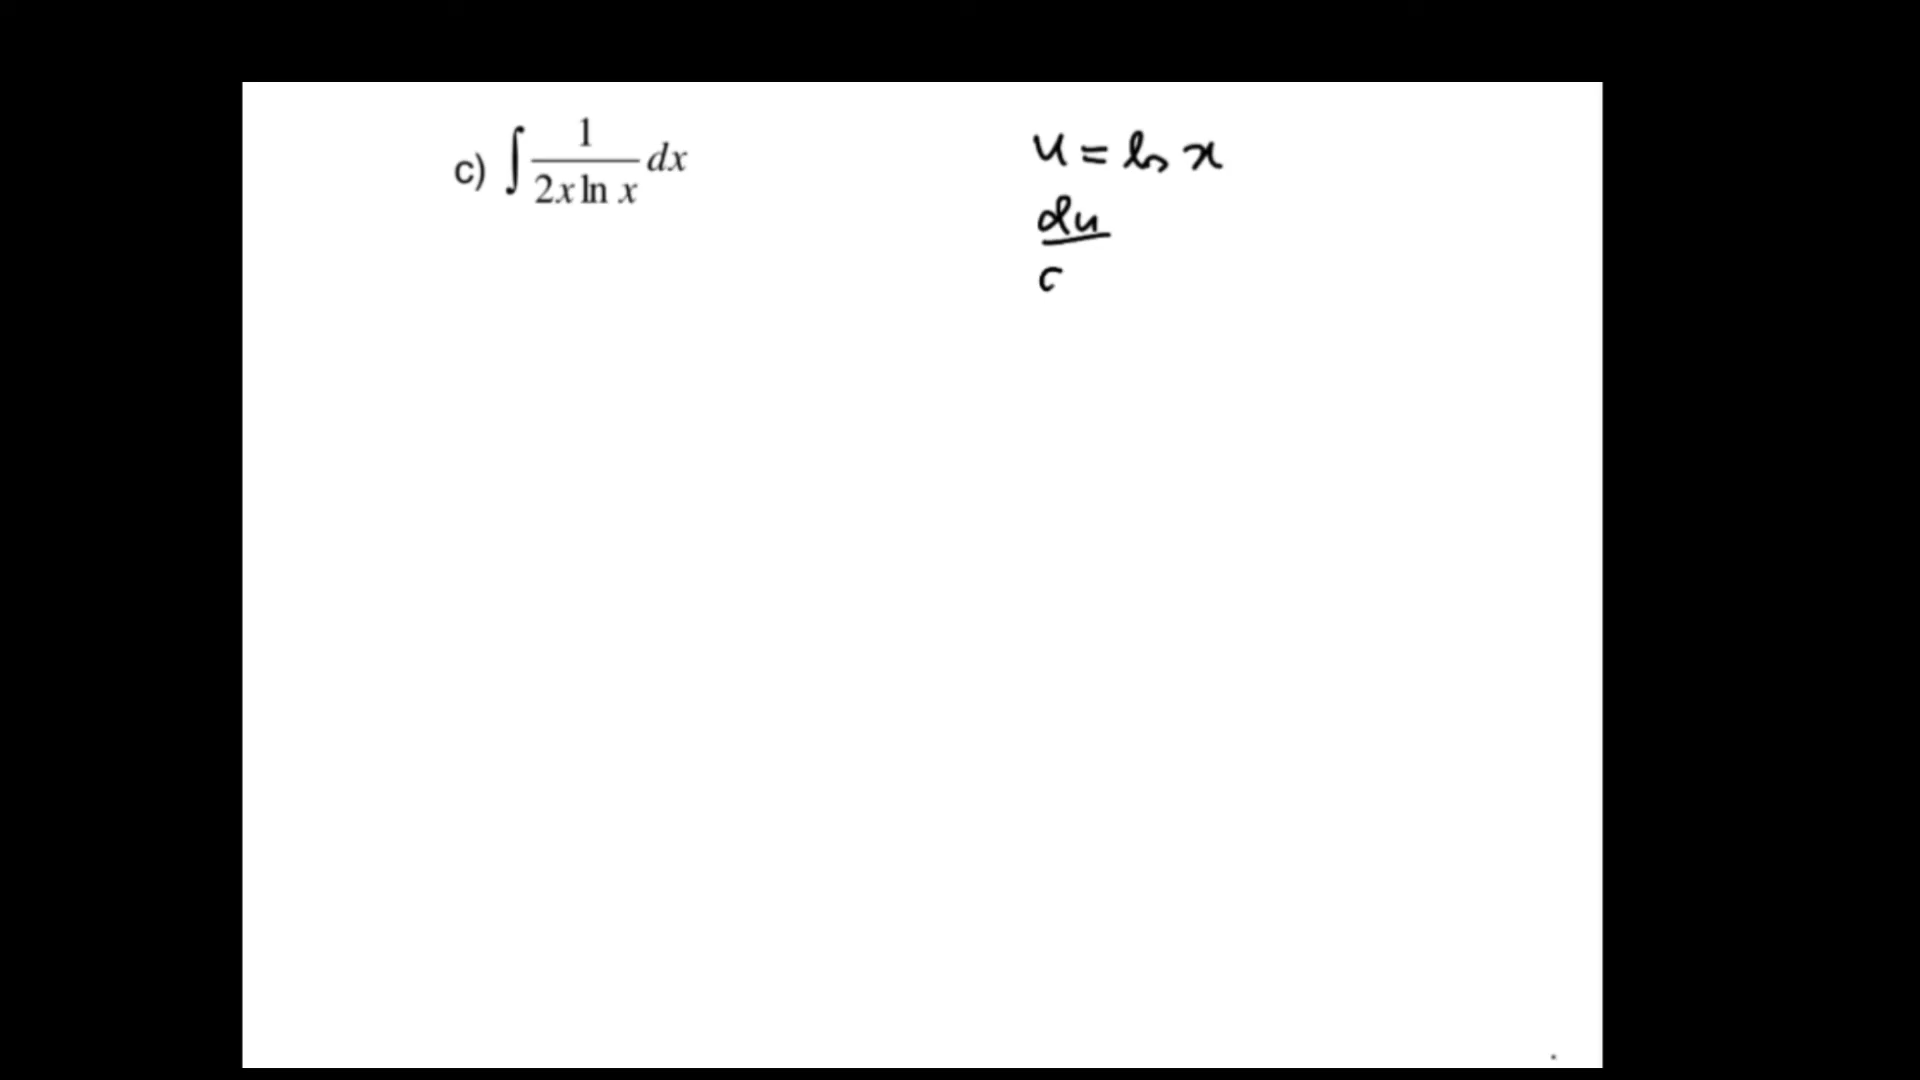 c) ∫ 1/(2x ln x) dx
u = ln x
du
c